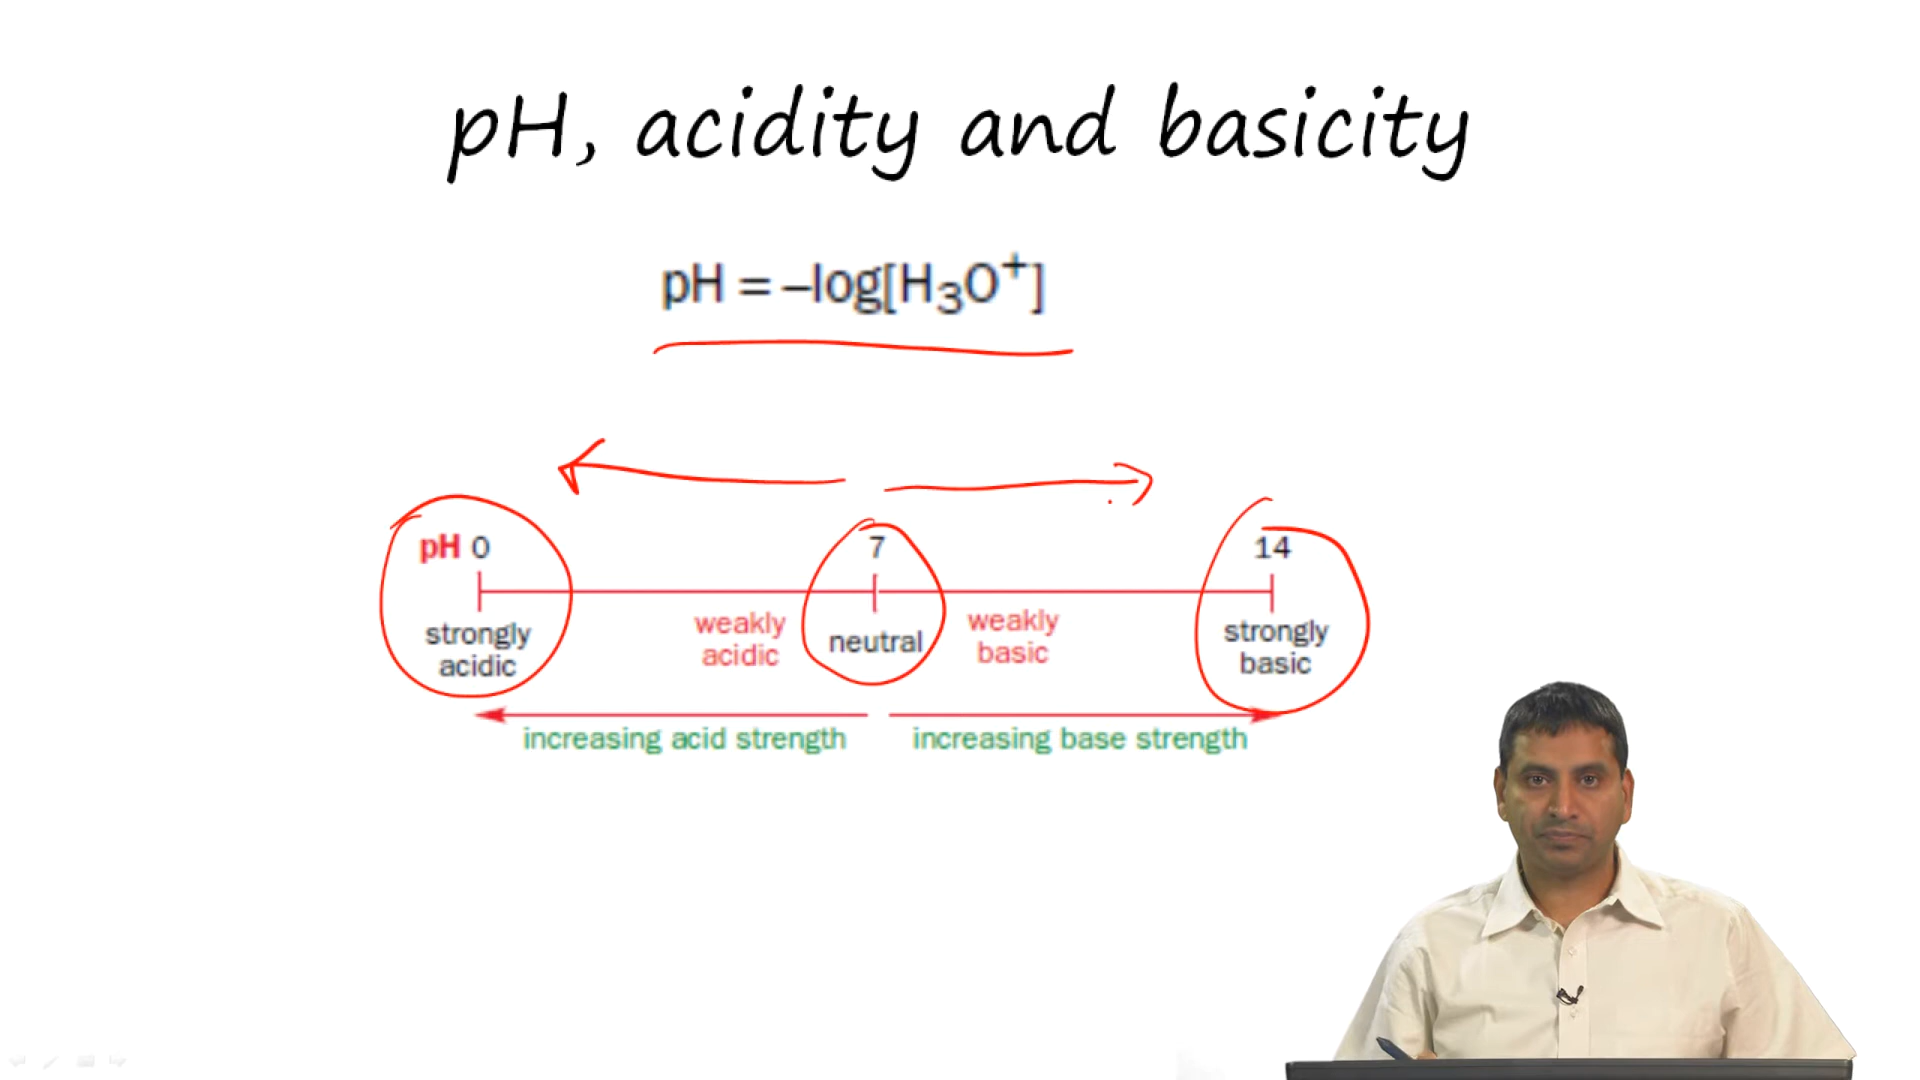 pH, acidity and basicity
pH = –log[H₃O⁺]
pH 0 7 14
strongly acidic
weakly acidic
neutral
weakly basic
strongly basic
increasing acid strength
increasing base strength